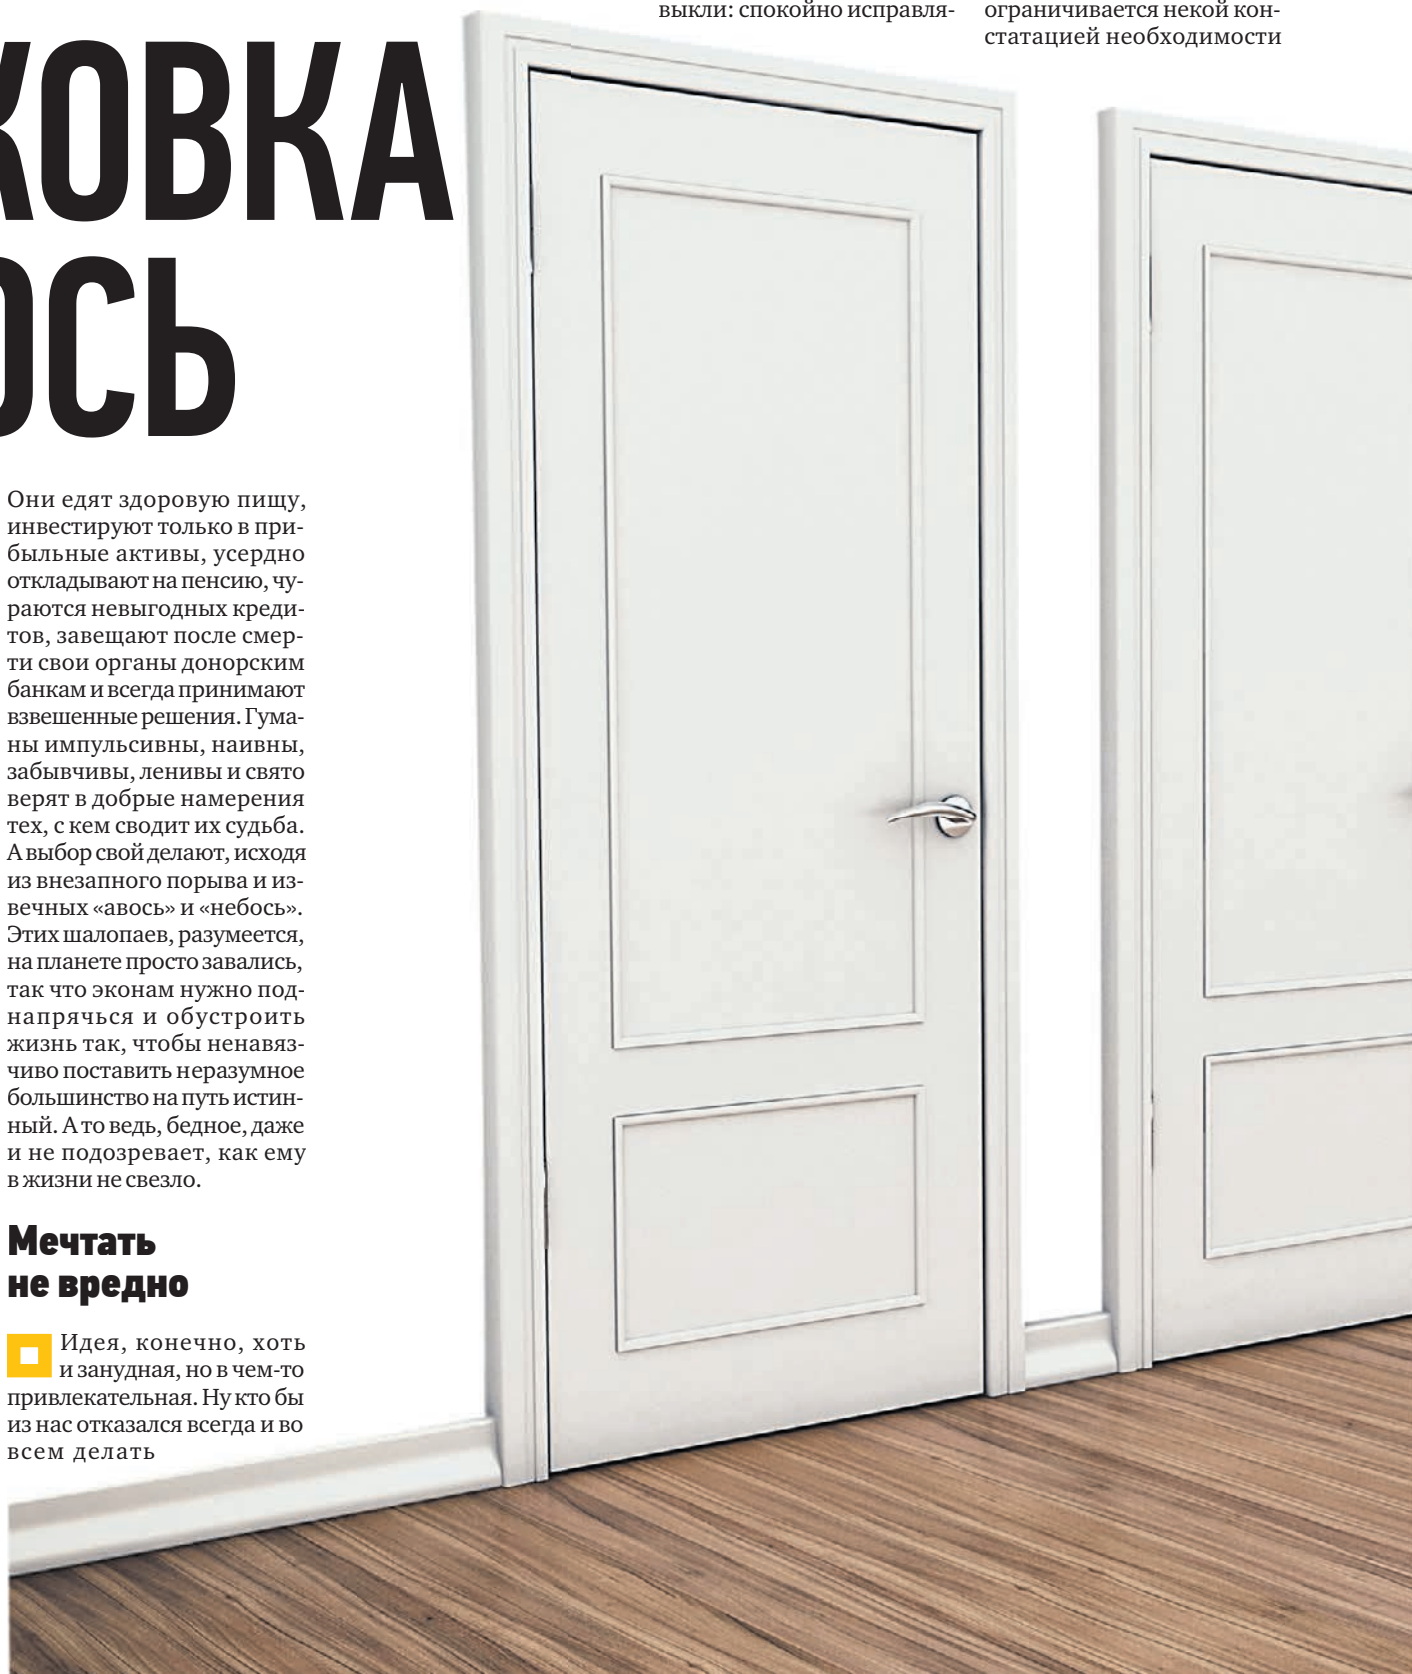 КОВКА
ОСЬ
Они едят здоровую пищу,
инвестируют только в при-
быльные активы, усердно
откладывают на пенсию, чу-
раются невыгодных креди-
тов, завещают после смер-
ти свои органы донорским
банкам и всегда принимают
взвешенные решения. Гума-
ны импульсивны, наивны,
забывчивы, ленивы и свято
верят в добрые намерения
тех, с кем сводит их судьба.
А выбор свой делают, исходя
из внезапного порыва и из-
вечных «авось» и «небось».
Этих шалопаев, разумеется,
на планете просто завались,
так что эконам нужно под-
напрячься и обустроить
жизнь так, чтобы ненавяз-
чиво поставить неразумное
большинство на путь истин-
ный. А то ведь, бедное, даже
и не подозревает, как ему
в жизни не свезло.
Мечтать
не вредно
Идея, конечно, хоть
и занудная, но в чем-то
привлекательная. Ну кто бы
из нас отказался всегда и во
всем делать
выкли: спокойно исправля-
ограничивается некой кон-
статацией необходимости